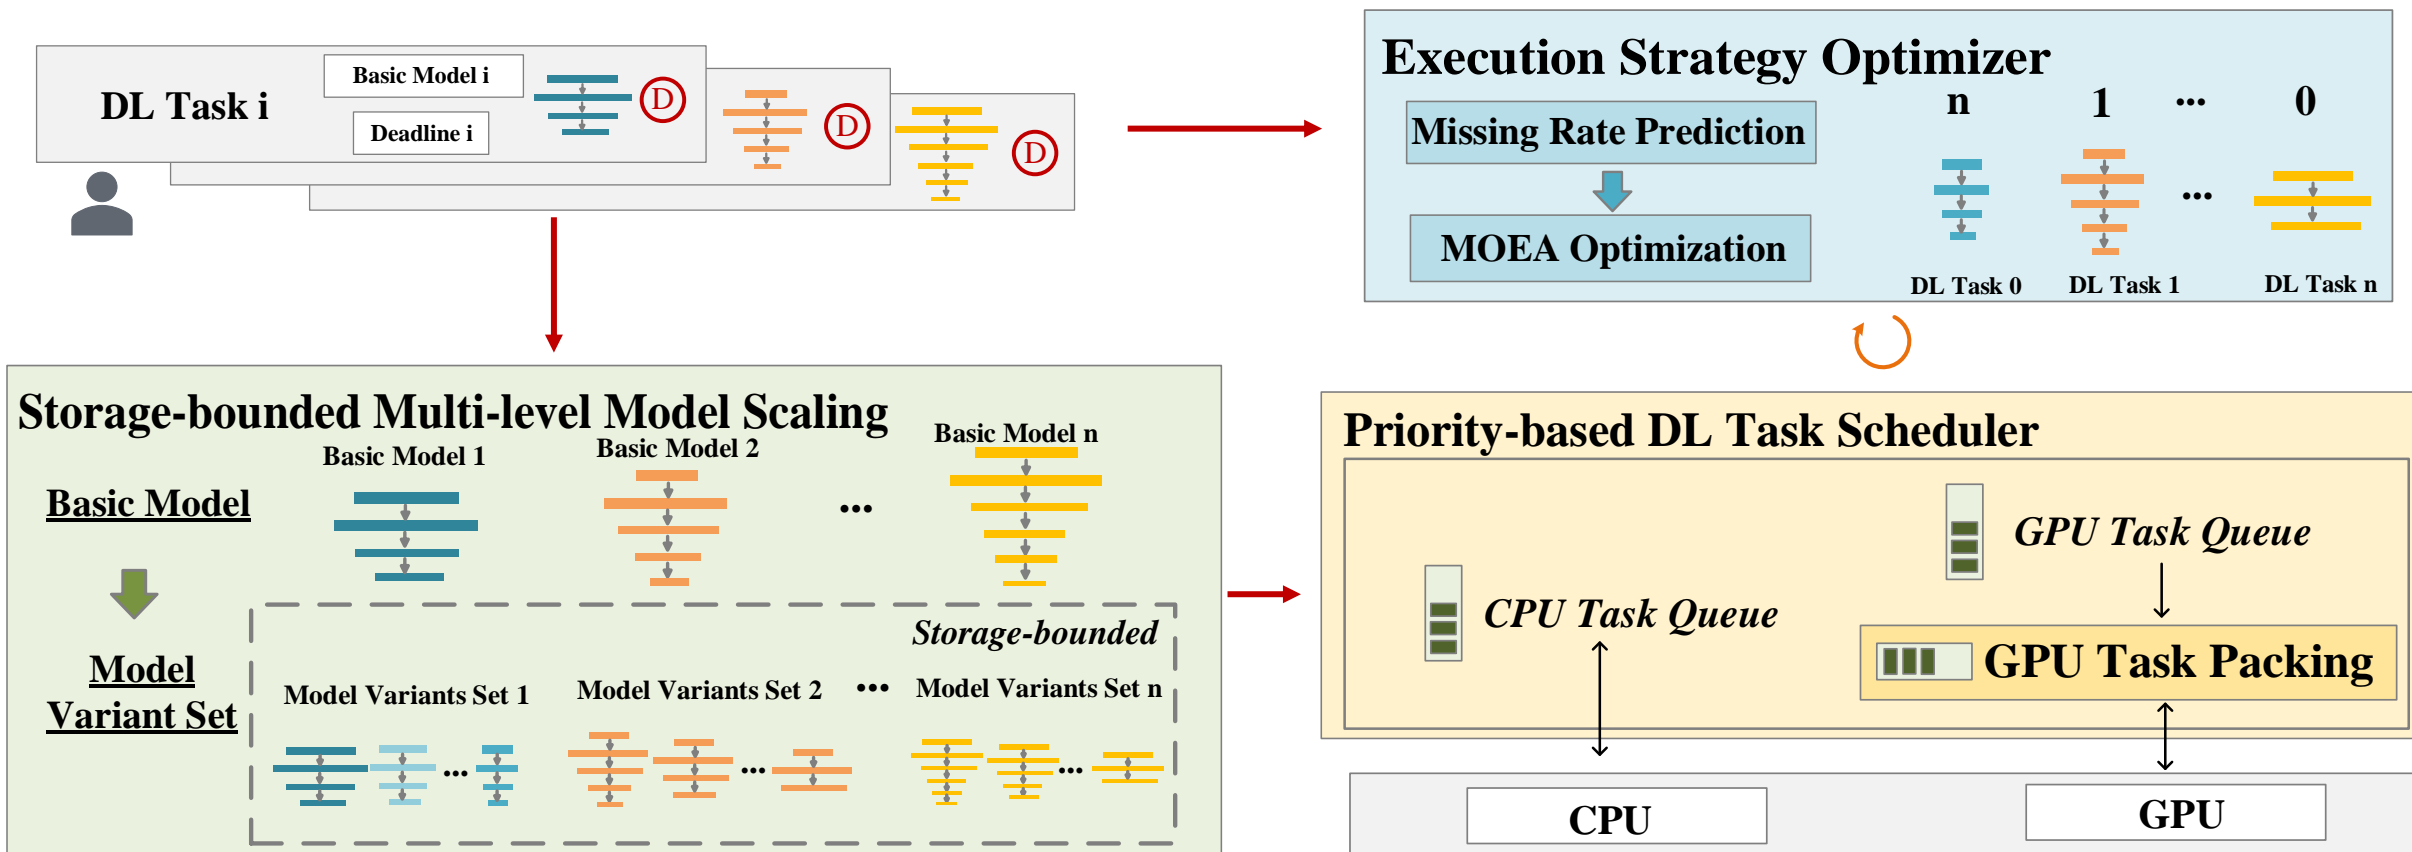 DL Task i
Basic Model i
Deadline i
D
D
D
Execution Strategy Optimizer
Missing Rate Prediction
MOEA Optimization
n 1 ... 0
...
DL Task 0 DL Task 1 DL Task n
Storage-bounded Multi-level Model Scaling
Basic Model 1 Basic Model 2 Basic Model n
Basic Model
...
Storage-bounded
Model
Variant Set
Model Variants Set 1 Model Variants Set 2 ... Model Variants Set n
... ... ...
Priority-based DL Task Scheduler
GPU Task Queue
CPU Task Queue
GPU Task Packing
CPU GPU